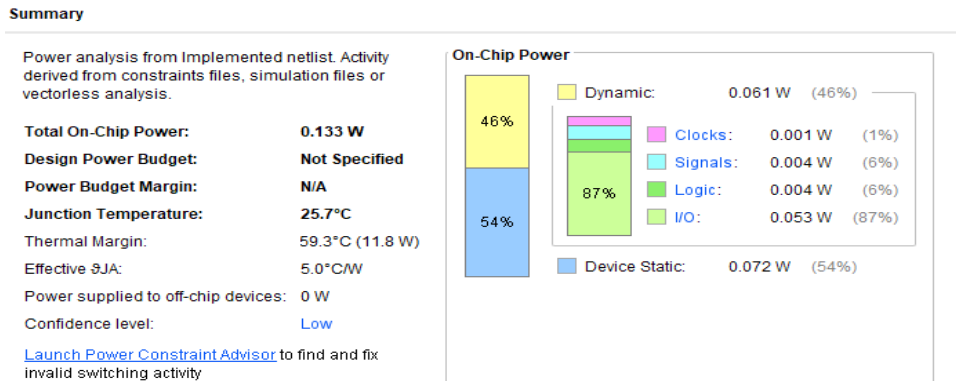 Summary
Power analysis from Implemented netlist. Activity
derived from constraints files, simulation files or
vectorless analysis.
Total On-Chip Power: 0.133 W
Design Power Budget: Not Specified
Power Budget Margin: N/A
Junction Temperature: 25.7°C
Thermal Margin: 59.3°C (11.8 W)
Effective ϑJA: 5.0°C/W
Power supplied to off-chip devices: 0 W
Confidence level: Low
Launch Power Constraint Advisor to find and fix
invalid switching activity
On-Chip Power
46%
54%
Dynamic: 0.061 W (46%)
87%
Clocks: 0.001 W (1%)
Signals: 0.004 W (6%)
Logic: 0.004 W (6%)
I/O: 0.053 W (87%)
Device Static: 0.072 W (54%)